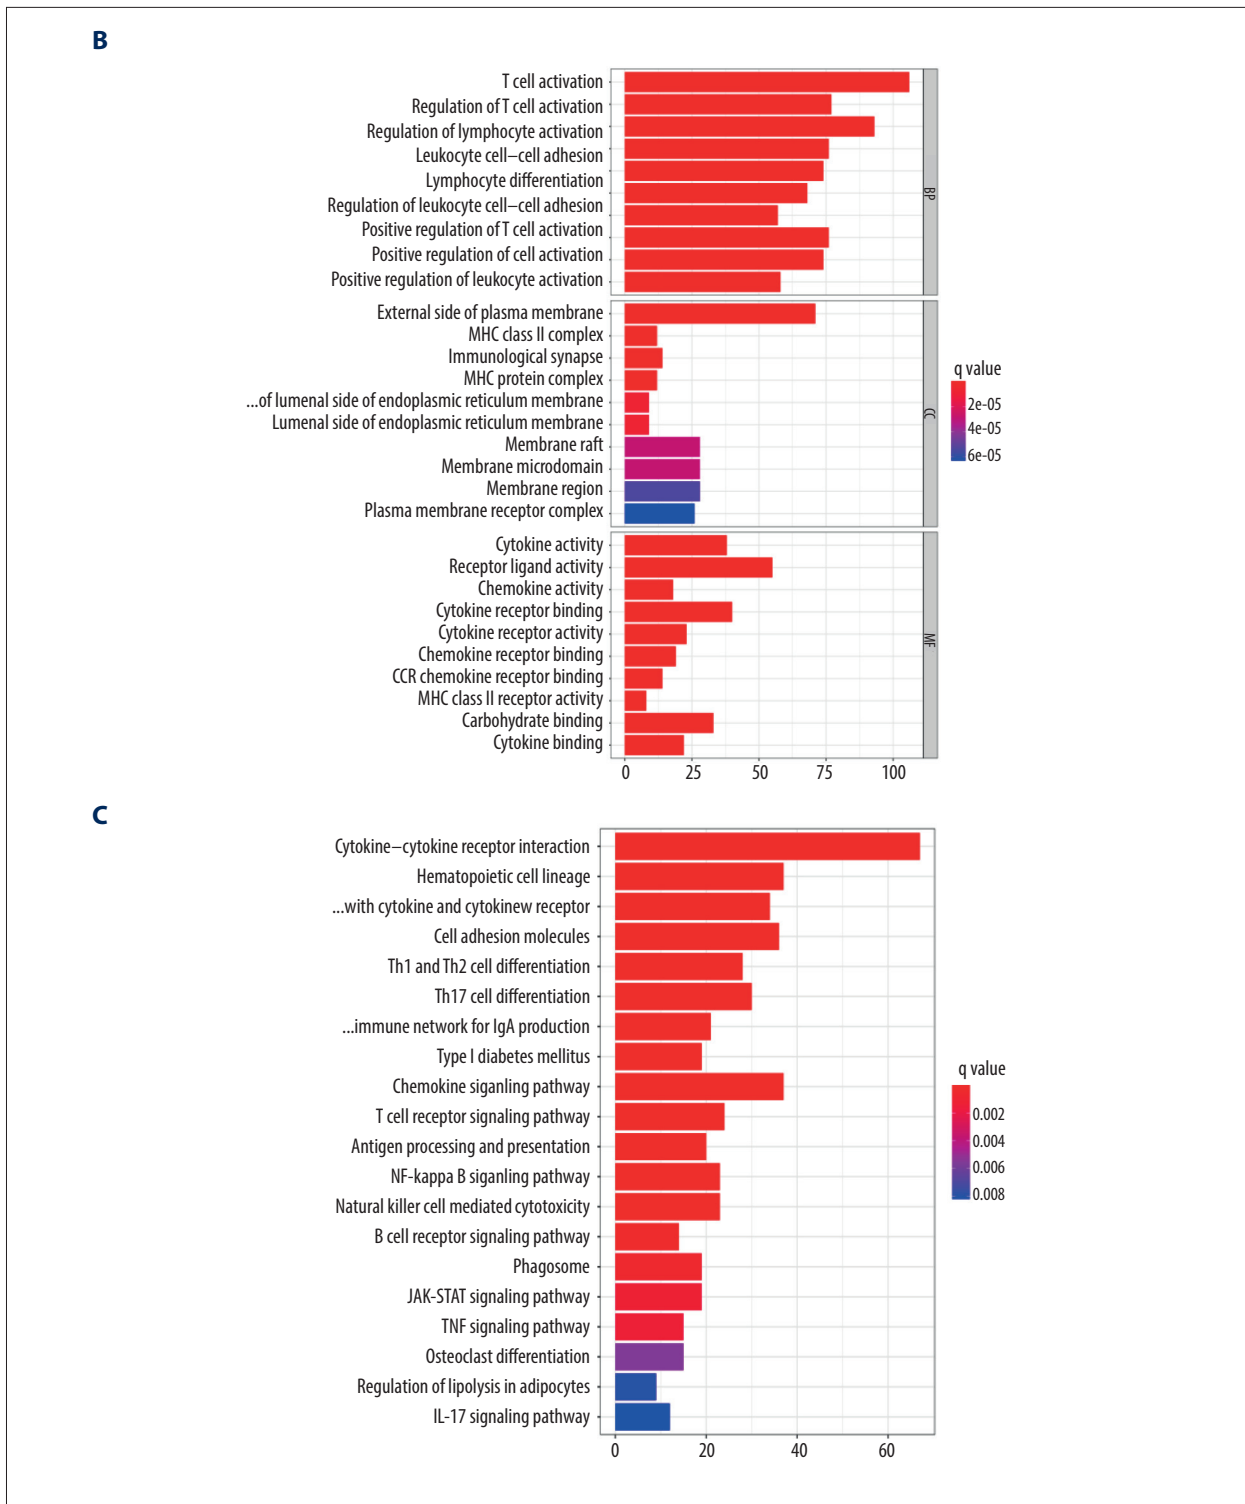 B
T cell activation
Regulation of T cell activation
Regulation of lymphocyte activation
Leukocyte cell–cell adhesion
Lymphocyte differentiation
Regulation of leukocyte cell–cell adhesion
Positive regulation of T cell activation
Positive regulation of cell activation
Positive regulation of leukocyte activation
BP
External side of plasma membrane
MHC class II complex
Immunological synapse
MHC protein complex
...of lumenal side of endoplasmic reticulum membrane
Lumenal side of endoplasmic reticulum membrane
Membrane raft
Membrane microdomain
Membrane region
Plasma membrane receptor complex
CC
Cytokine activity
Receptor ligand activity
Chemokine activity
Cytokine receptor binding
Cytokine receptor activity
Chemokine receptor binding
CCR chemokine receptor binding
MHC class II receptor activity
Carbohydrate binding
Cytokine binding
MF
0 25 50 75 100
q value
2e-05
4e-05
6e-05
C
Cytokine–cytokine receptor interaction
Hematopoietic cell lineage
...with cytokine and cytokinew receptor
Cell adhesion molecules
Th1 and Th2 cell differentiation
Th17 cell differentiation
...immune network for IgA production
Type I diabetes mellitus
Chemokine siganling pathway
T cell receptor signaling pathway
Antigen processing and presentation
NF-kappa B siganling pathway
Natural killer cell mediated cytotoxicity
B cell receptor signaling pathway
Phagosome
JAK-STAT signaling pathway
TNF signaling pathway
Osteoclast differentiation
Regulation of lipolysis in adipocytes
IL-17 signaling pathway
0 20 40 60
q value
0.002
0.004
0.006
0.008